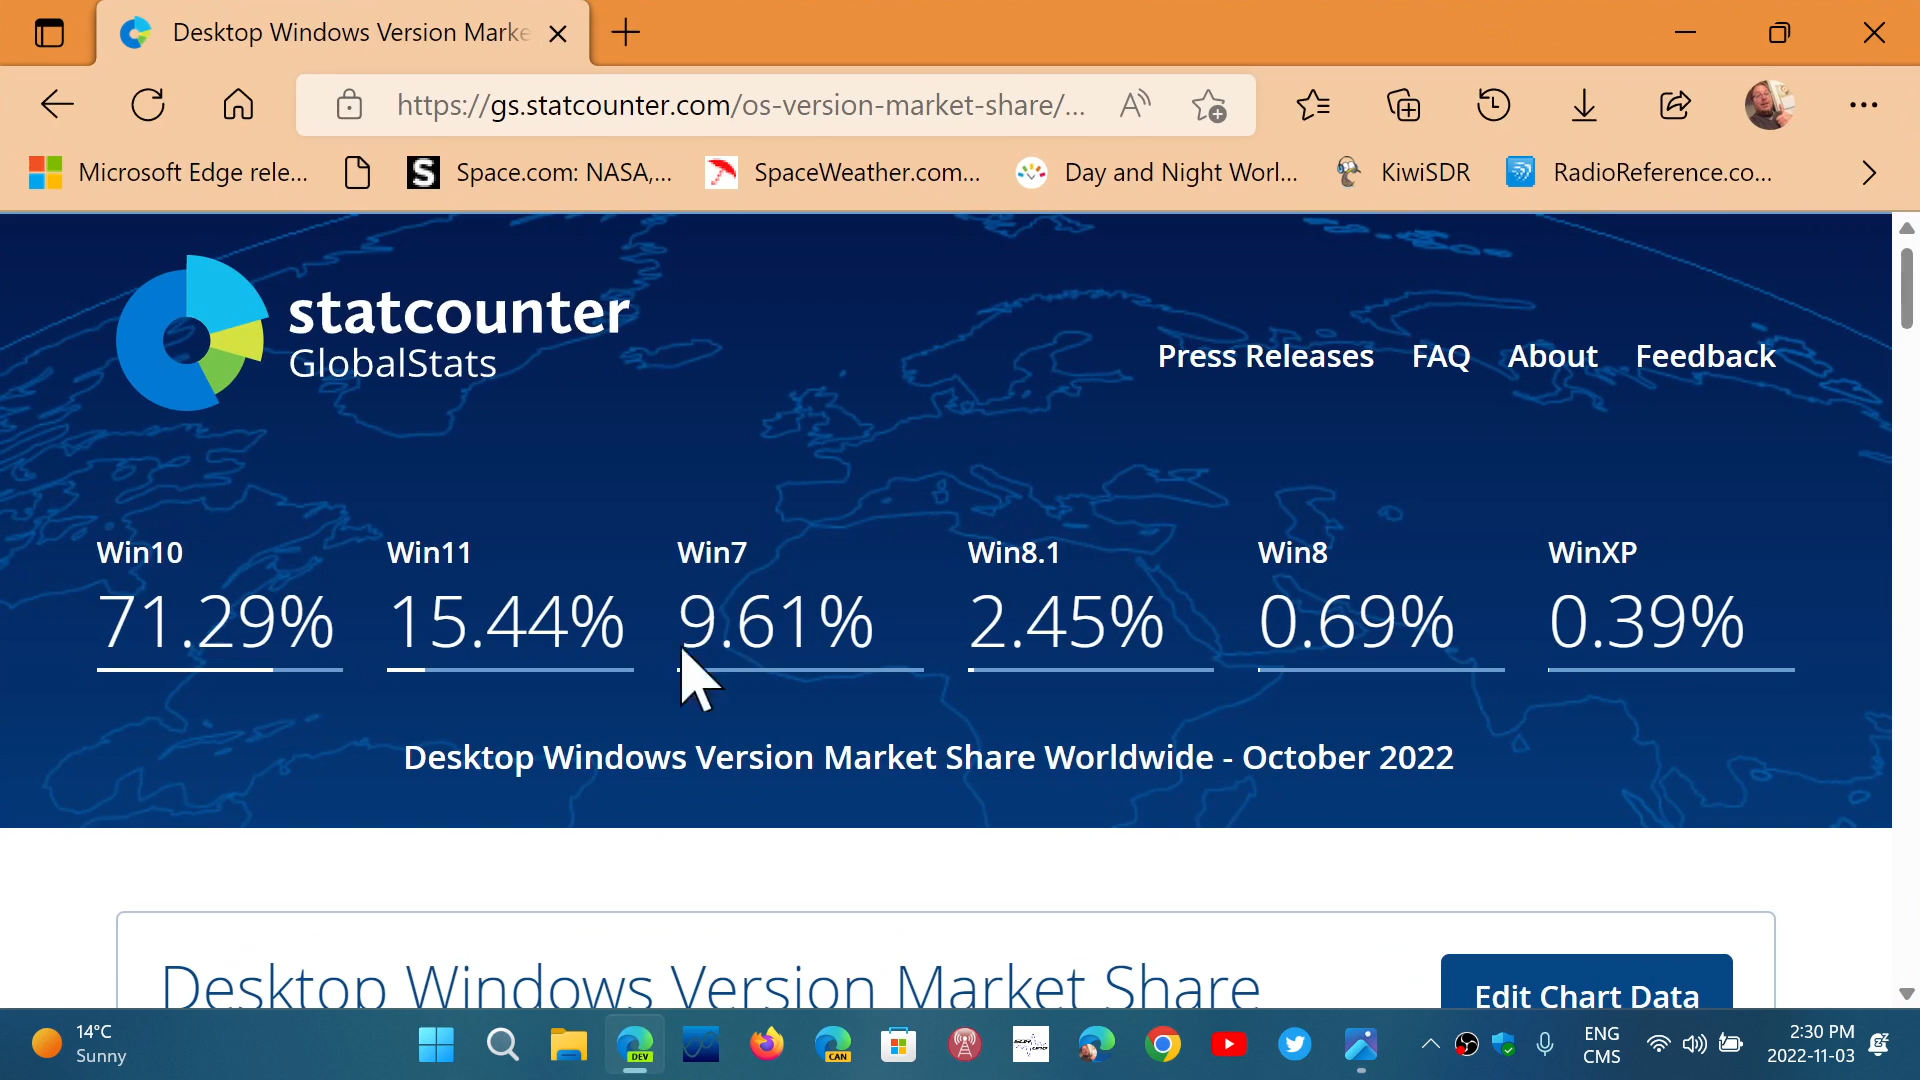 Desktop Windows Version Marke
https://gs.statcounter.com/os-version-market-share/...
Microsoft Edge rele...
Space.com: NASA,...
SpaceWeather.com...
Day and Night Worl...
KiwiSDR
RadioReference.co...
statcounter
GlobalStats
Press Releases
FAQ
About
Feedback
Win10
Win11
Win7
Win8.1
Win8
WinXP
71.29%
15.44%
9.61%
2.45%
0.69%
0.39%
Desktop Windows Version Market Share Worldwide - October 2022
Desktop Windows Version Market Share
Edit Chart Data
14°C
Sunny
DEV
CAN
ENG
CMS
2:30 PM
2022-11-03